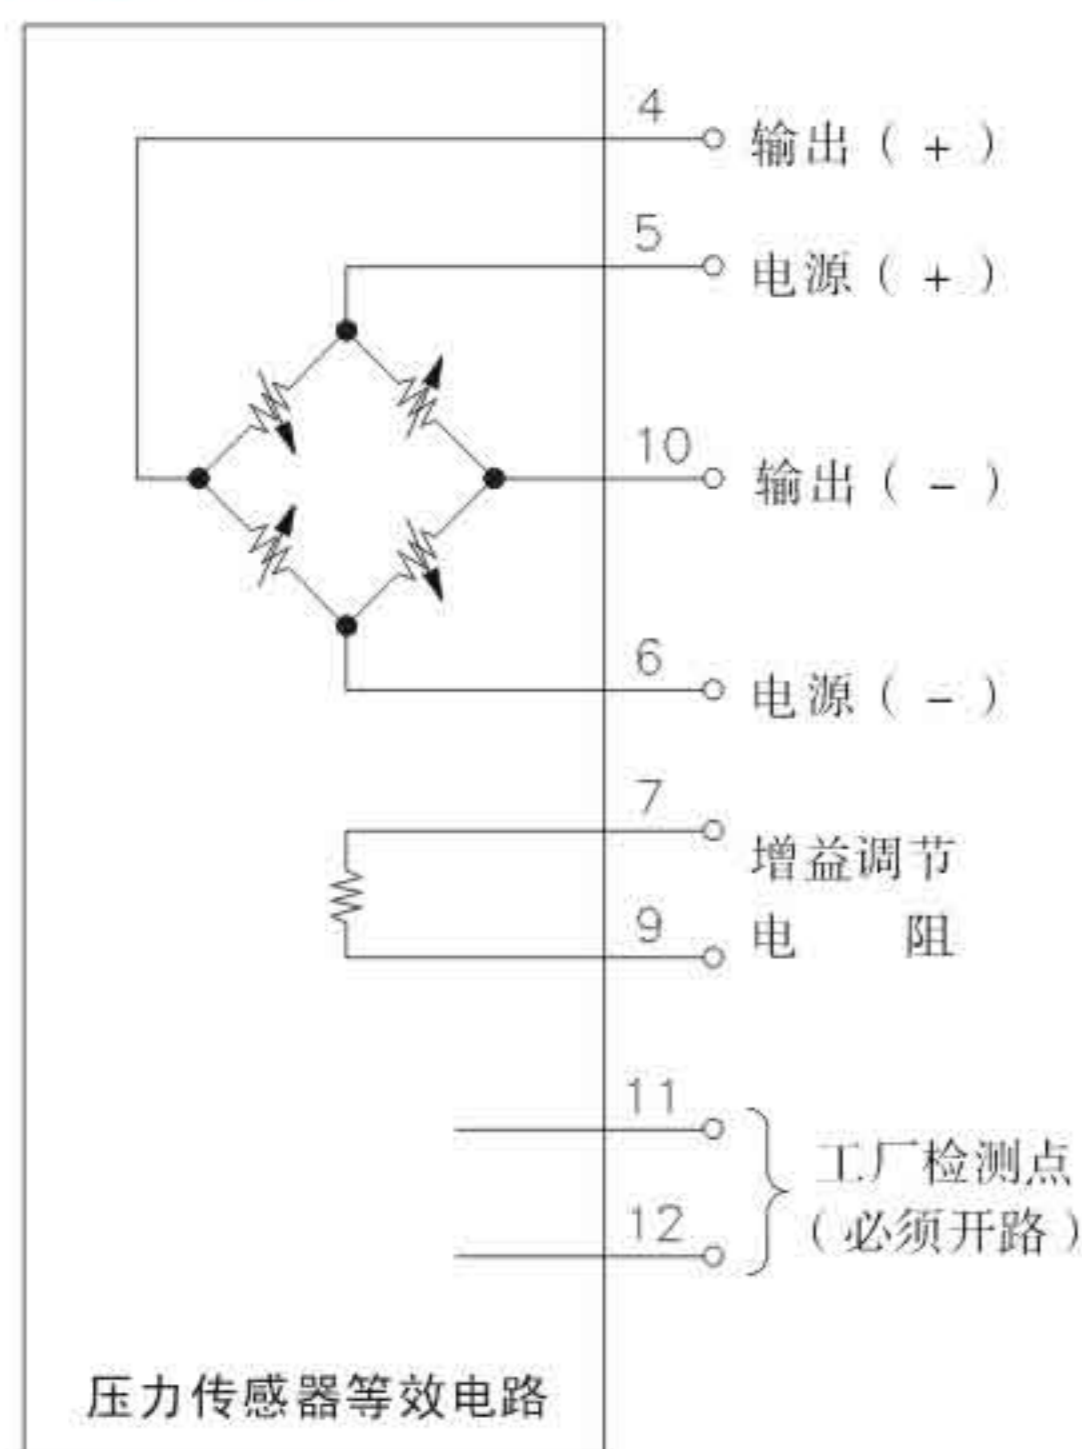 4
输出（+）
5
电源（+）
10
输出（-）
6
电源（-）
7
增益调节
9
电 阻
11
工厂检测点
12
（必须开路）
压力传感器等效电路